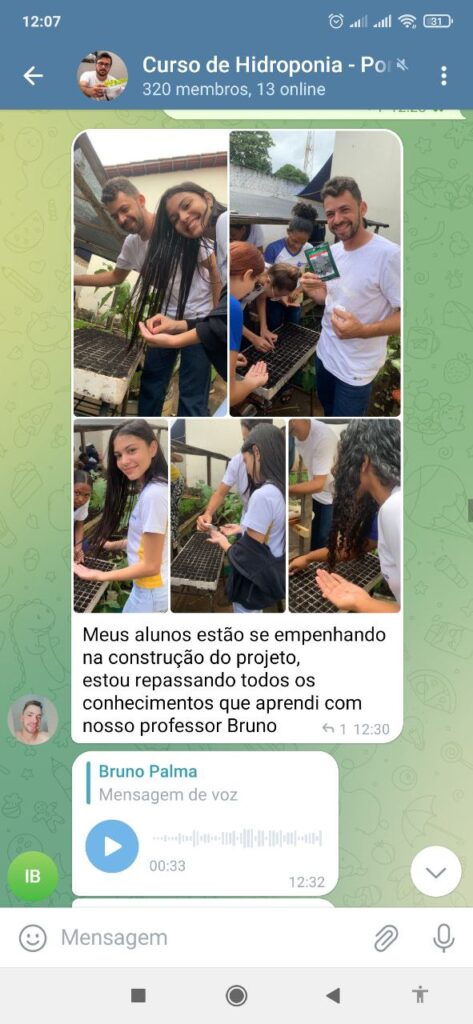 12:07
31
Curso de Hidroponia - Po
320 membros, 13 online
Meus alunos estão se empenhando
na construção do projeto,
estou repassando todos os
conhecimentos que aprendi com
nosso professor Bruno
1 12:30
Bruno Palma
Mensagem de voz
00:33
12:32
IB
Mensagem